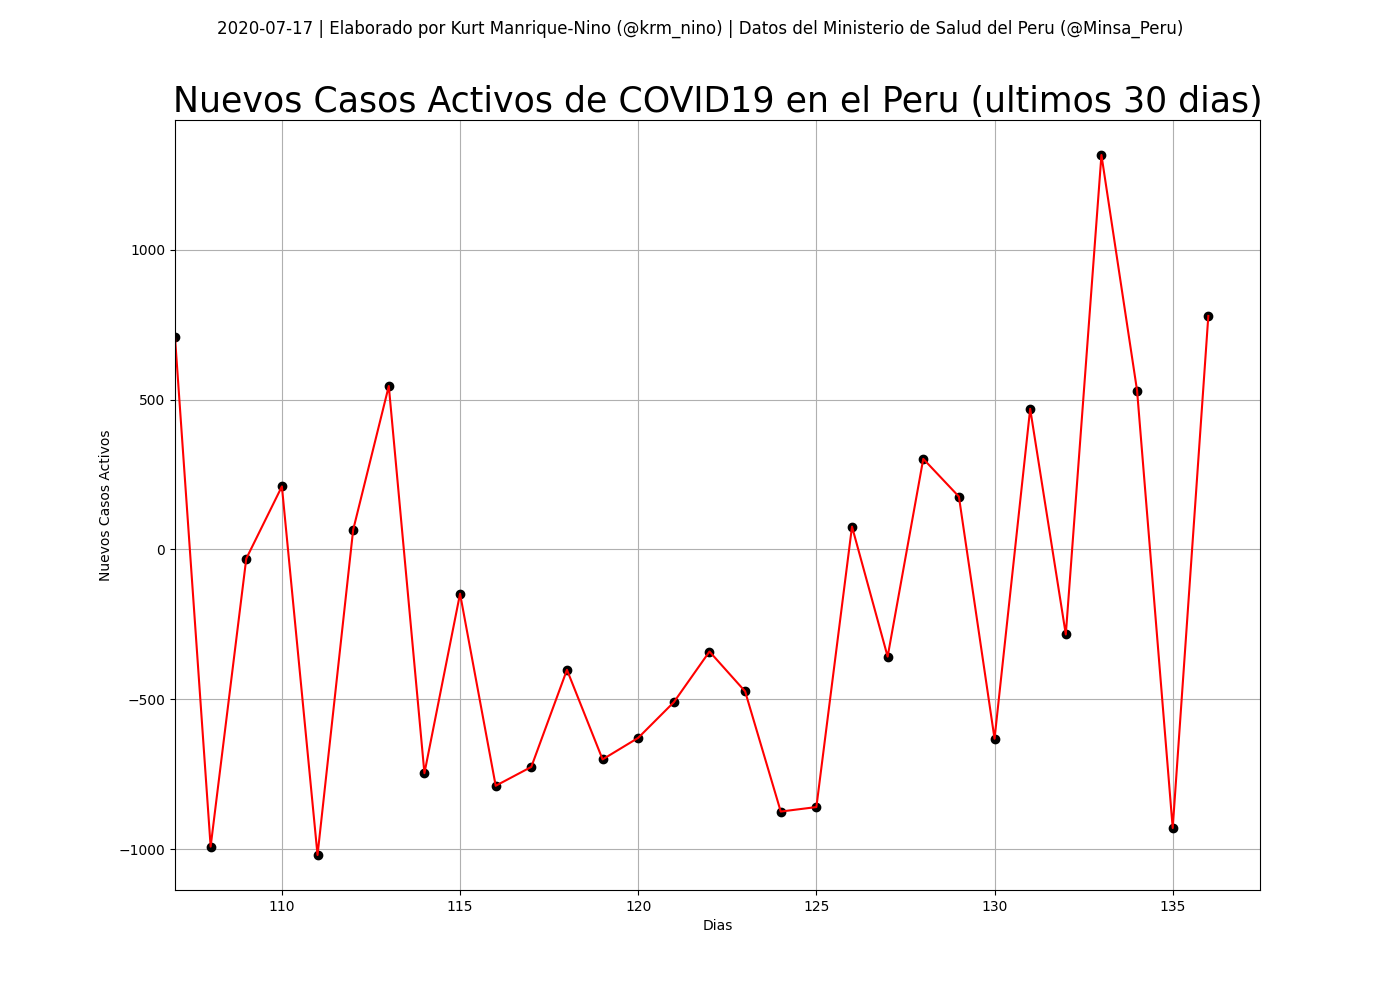 2020-07-17 | Elaborado por Kurt Manrique-Nino (@krm_nino) | Datos del Ministerio de Salud del Peru (@Minsa_Peru)
Nuevos Casos Activos de COVID19 en el Peru (ultimos 30 dias)
1000
500
0
−500
−1000
Nuevos Casos Activos
110 115 120 125 130 135
Dias